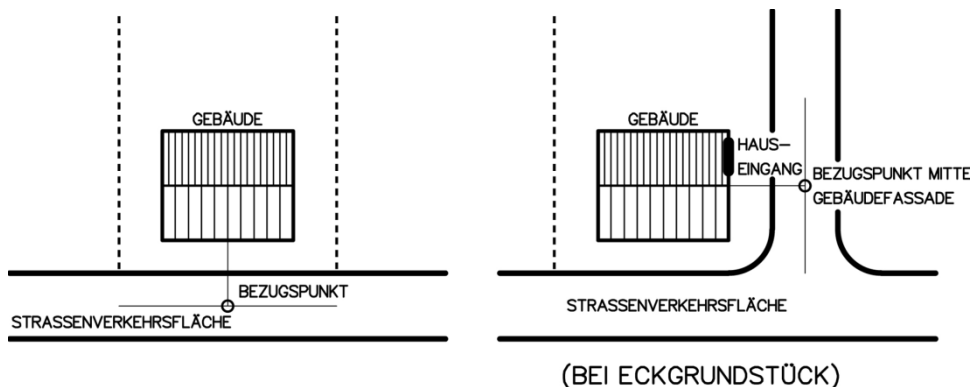 GEBÄUDE
BEZUGSPUNKT
STRASSENVERKEHRSFLÄCHE
GEBÄUDE
HAUS-
EINGANG
BEZUGSPUNKT MITTE
GEBÄUDEFASSADE
STRASSENVERKEHRSFLÄCHE
(BEI ECKGRUNDSTÜCK)